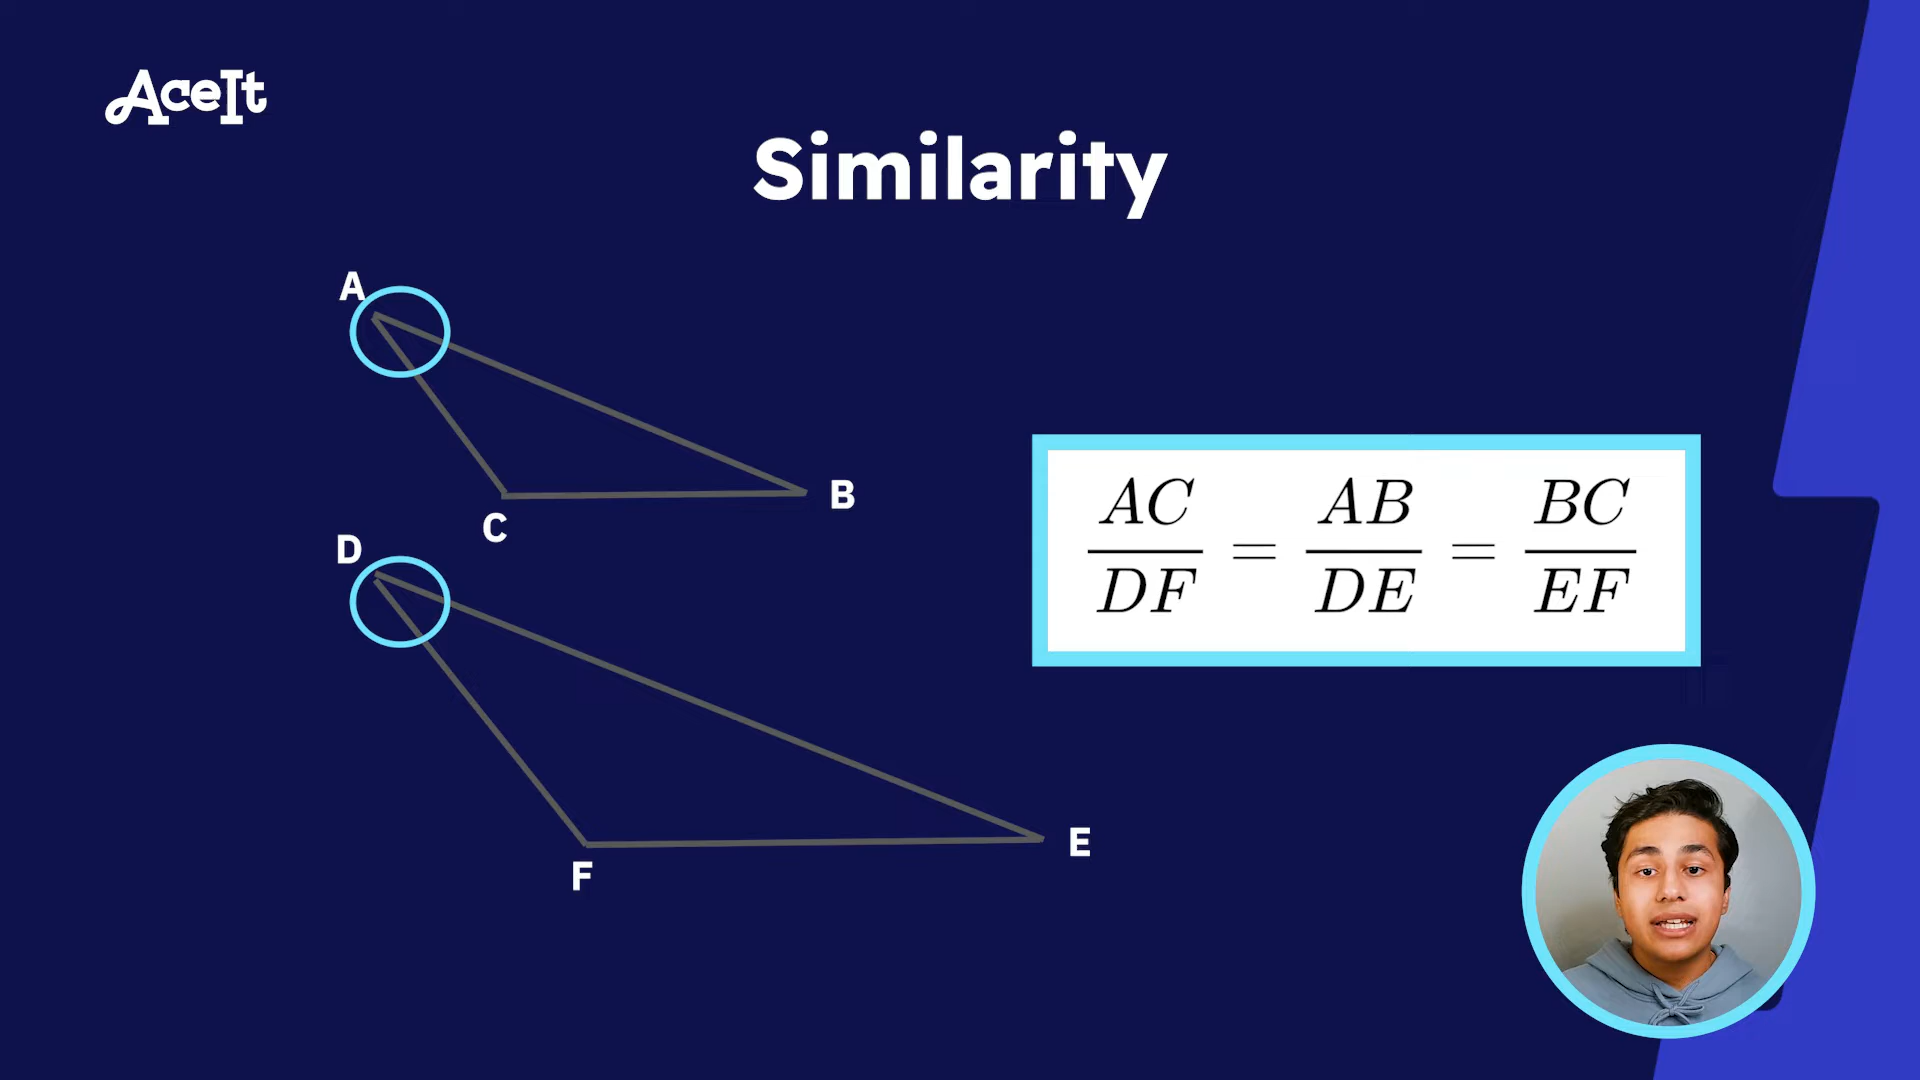 AceIt
Similarity
A
B
C
D
E
F
AC/DF = AB/DE = BC/EF